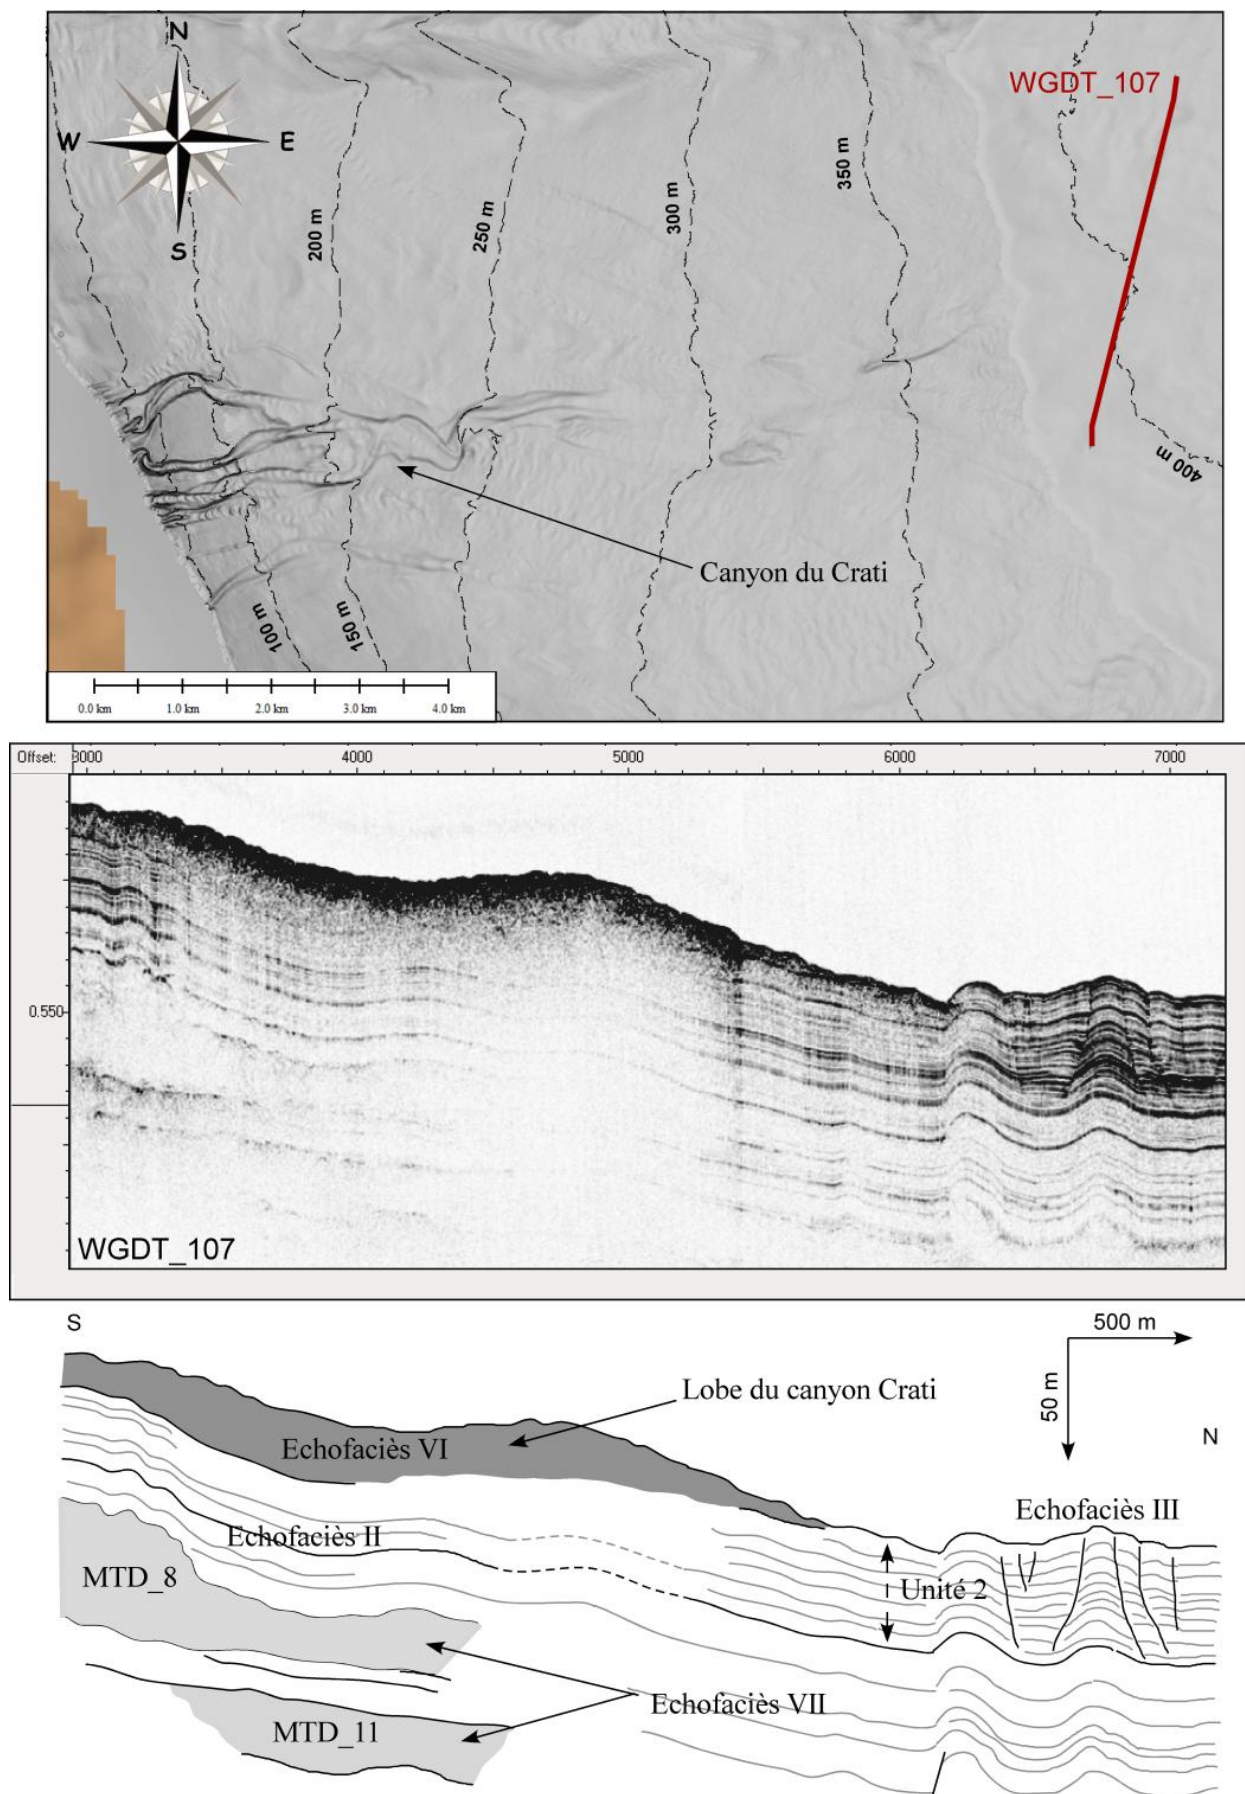 N
W
E
S
WGDT_107
200 m
250 m
300 m
350 m
400 m
Canyon du Crati
100 m
150 m
0.0 km 1.0 km 2.0 km 3.0 km 4.0 km
Offset: 3000 4000 5000 6000 7000
0.550
WGDT_107
S
500 m
50 m
N
Lobe du canyon Crati
Echofaciès VI
Echofaciès III
Echofaciès II
MTD_8
Unité 2
Echofaciès VII
MTD_11